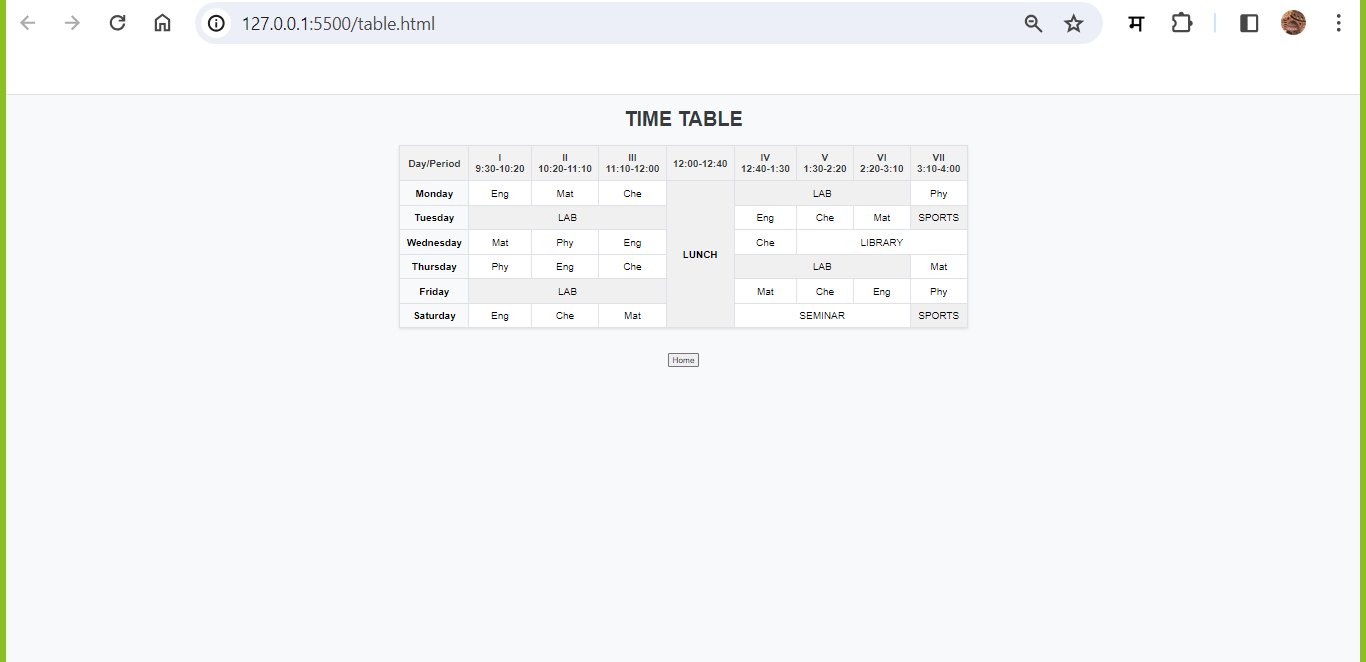 127.0.0.1:5500/table.html
म
TIME TABLE
Day/Period I 9:30-10:20 II 10:20-11:10 III 11:10-12:00 12:00-12:40 IV 12:40-1:30 V 1:30-2:20 VI 2:20-3:10 VII 3:10-4:00
Monday Eng Mat Che LUNCH LAB Phy
Tuesday LAB Eng Che Mat SPORTS
Wednesday Mat Phy Eng Che LIBRARY
Thursday Phy Eng Che LAB Mat
Friday LAB Mat Che Eng Phy
Saturday Eng Che Mat SEMINAR SPORTS
Home